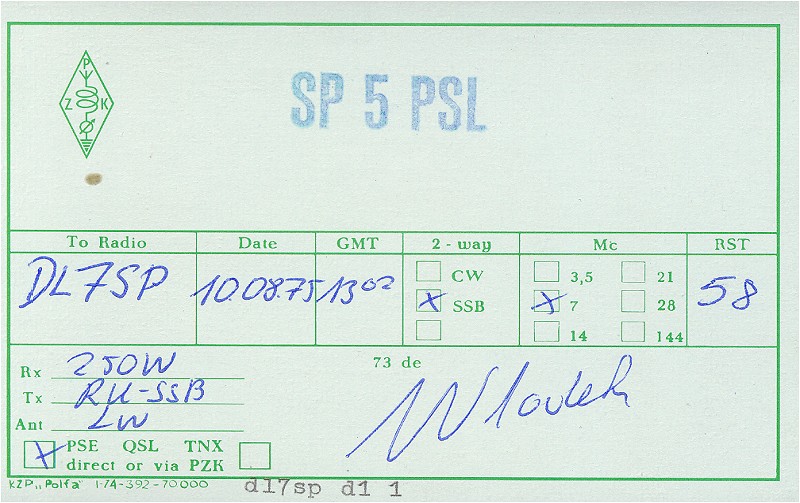 P
Z K
SP 5 PSL
To Radio Date GMT 2 - way Mc RST
DL7SP 10.08.75 13 02 58
CW 3,5 21
X SSB X 7 28
14 144
Rx 250W
73 de
Tx RU-SSB
Wlodek
Ant LW
X PSE QSL TNX
direct or via PZK
KZP „Polfa" 1-74-392-70000
dl7sp d1 1